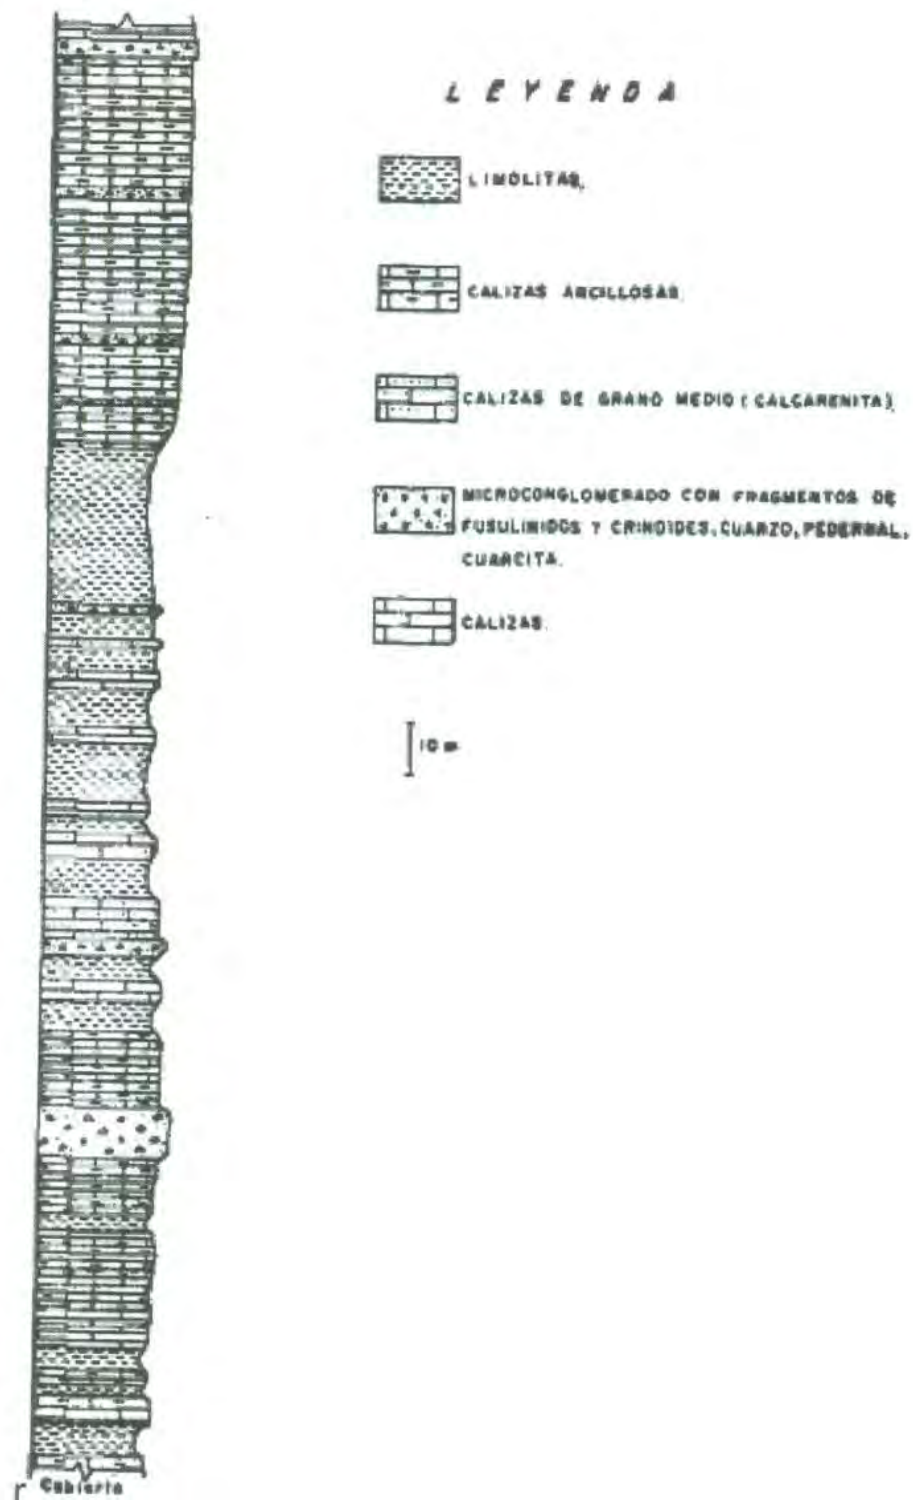 LEYENDA
LIMOLITAS.
CALIZAS ARCILLOSAS.
CALIZAS DE GRANO MEDIO (CALCARENITA).
MICROCONGLOMERADO CON FRAGMENTOS DE
FUSULINIDOS Y CRINOIDES, CUARZO, PEDERNAL,
CUARCITA.
CALIZAS.
10 m
r Cubierto